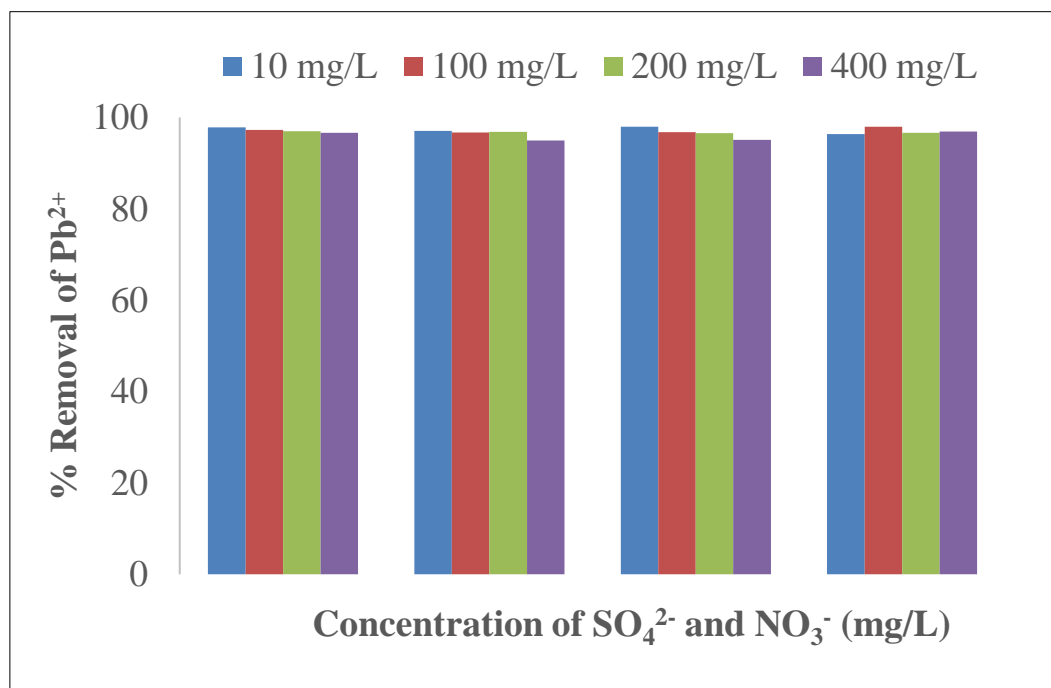 10 mg/L 100 mg/L 200 mg/L 400 mg/L
100
80
60
40
20
0
% Removal of Pb²⁺
Concentration of SO₄²⁻ and NO₃⁻ (mg/L)